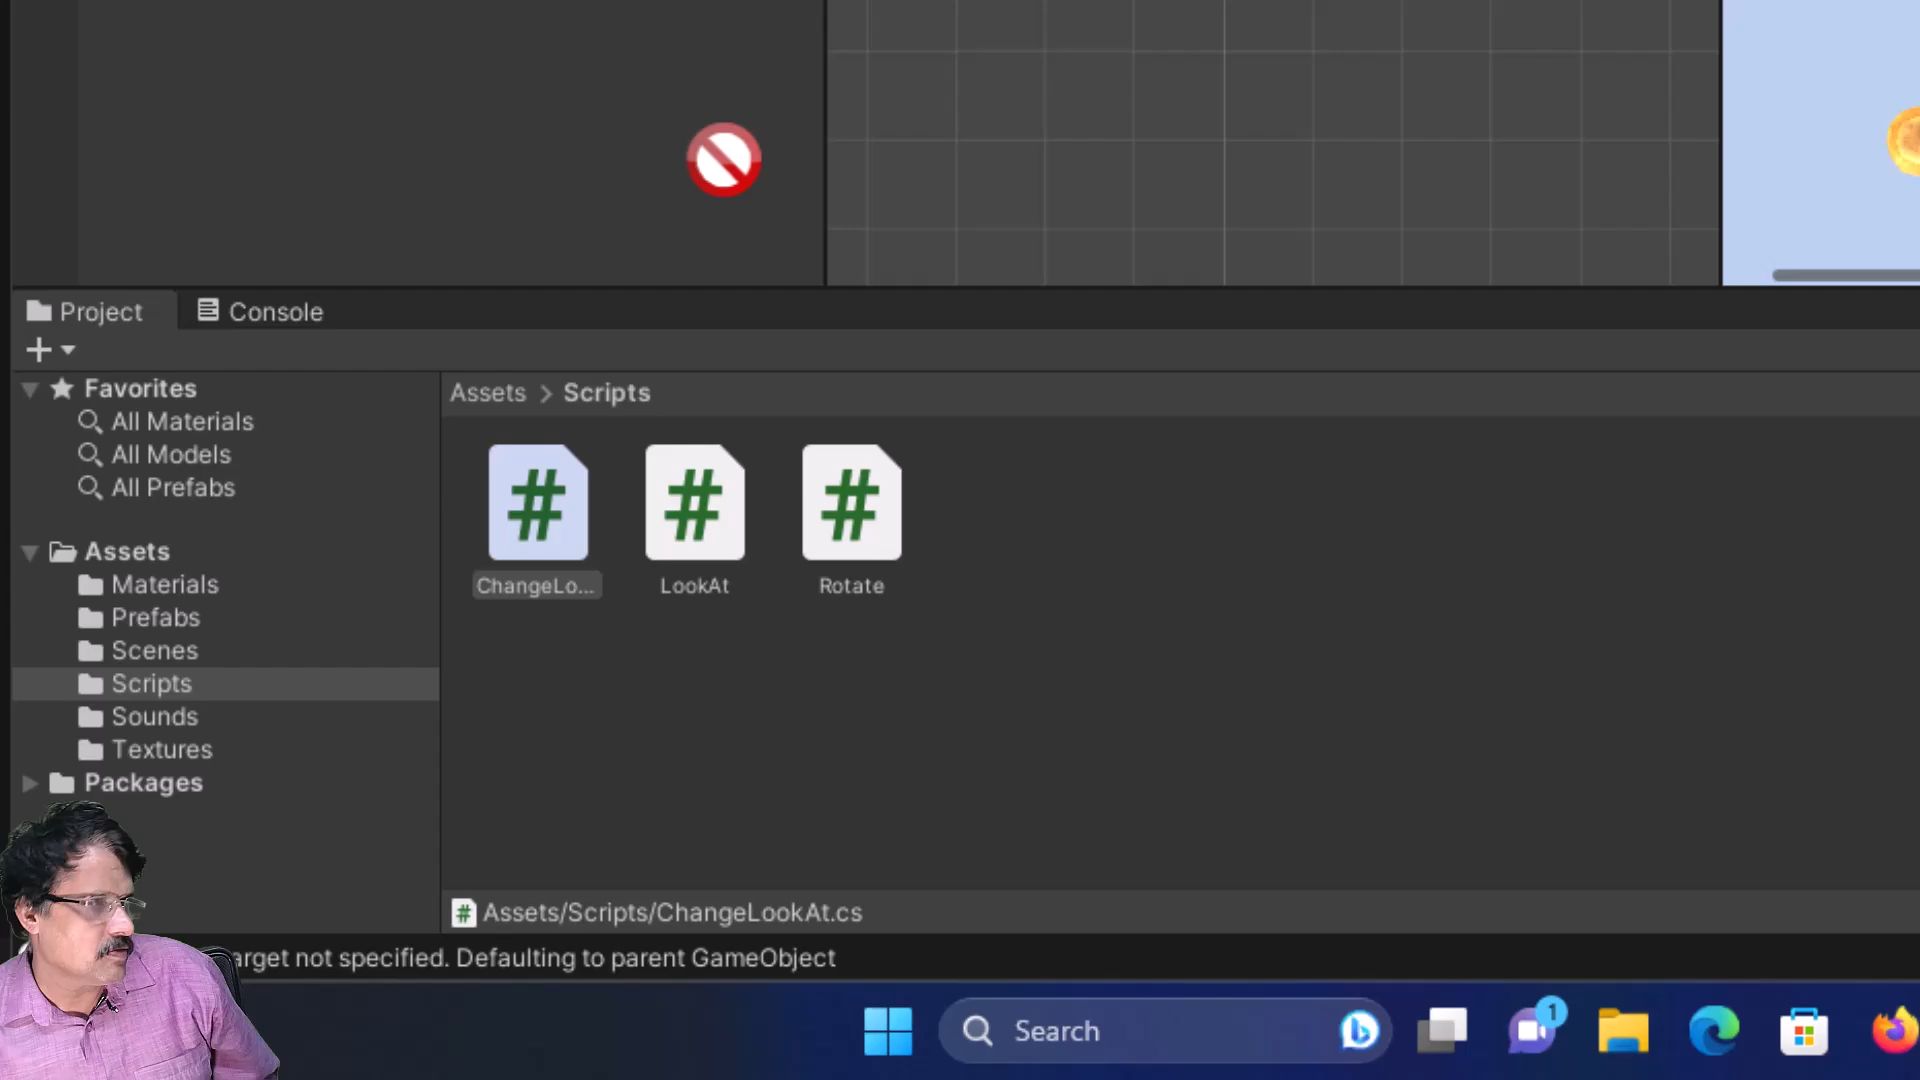 Project
Console
Favorites
All Materials
All Models
All Prefabs
Assets
Materials
Prefabs
Scenes
Scripts
Sounds
Textures
Packages
Assets > Scripts
ChangeLo...
LookAt
Rotate
Assets/Scripts/ChangeLookAt.cs
arget not specified. Defaulting to parent GameObject
Search
1